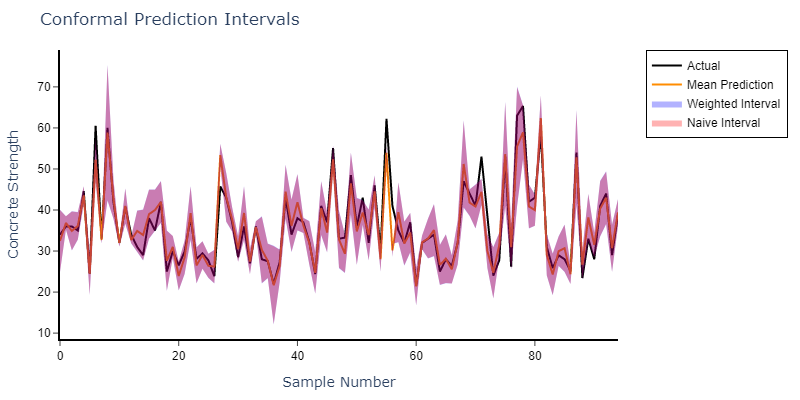 Conformal Prediction Intervals
Concrete Strength
70
60
50
40
30
20
10
0
20
40
60
80
Sample Number
Actual
Mean Prediction
Weighted Interval
Naive Interval